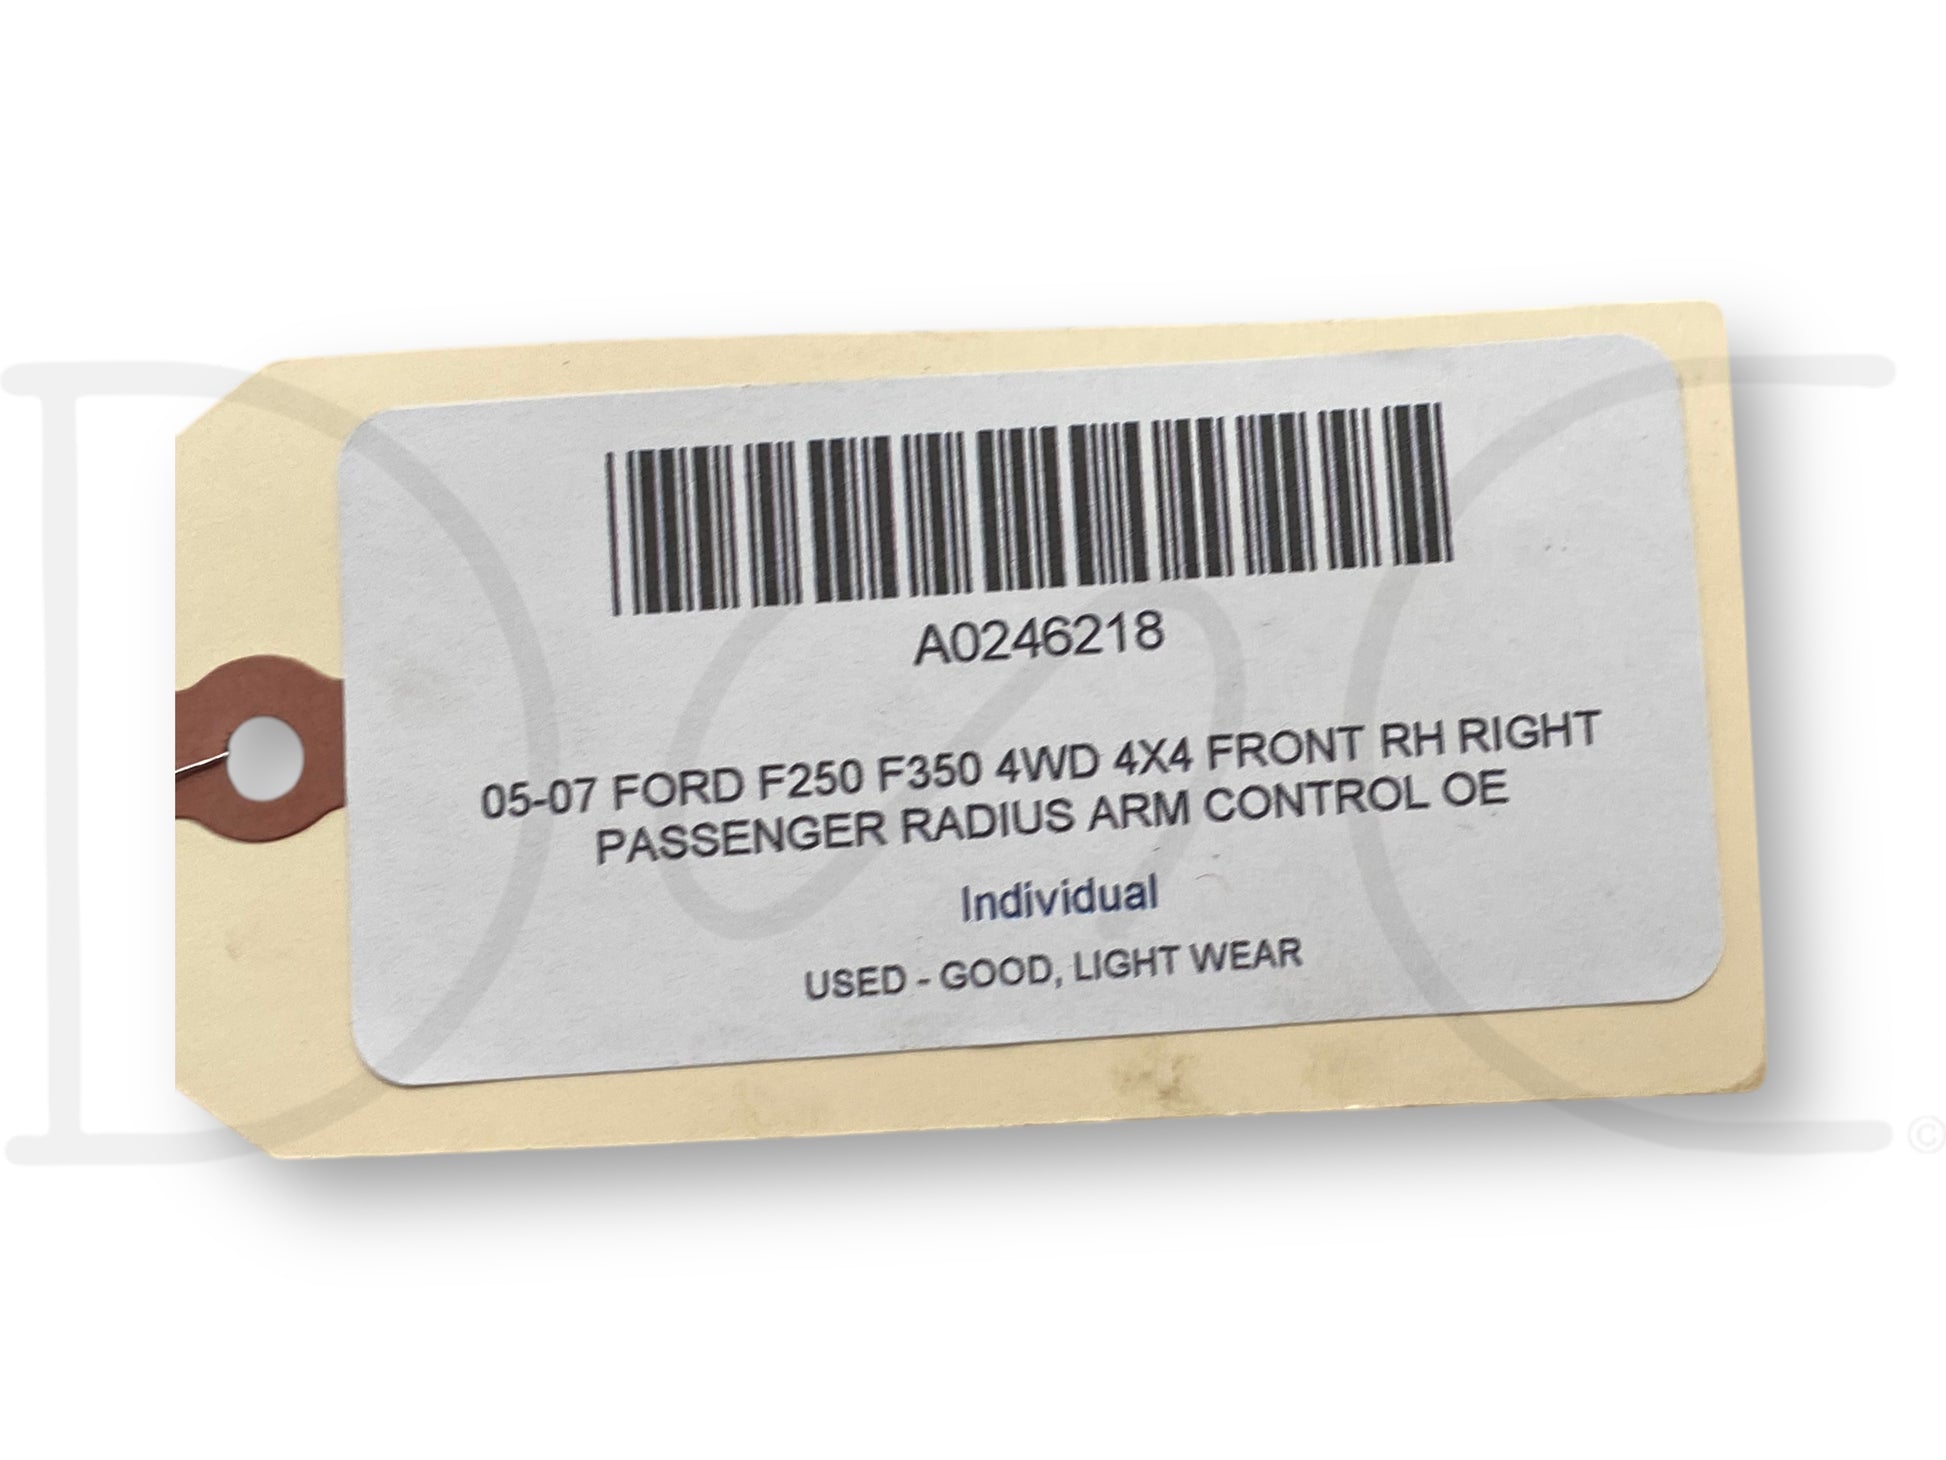 A0246218
05-07 FORD F250 F350 4WD 4X4 FRONT RH RIGHT
PASSENGER RADIUS ARM CONTROL OE
Individual
USED - GOOD, LIGHT WEAR
©